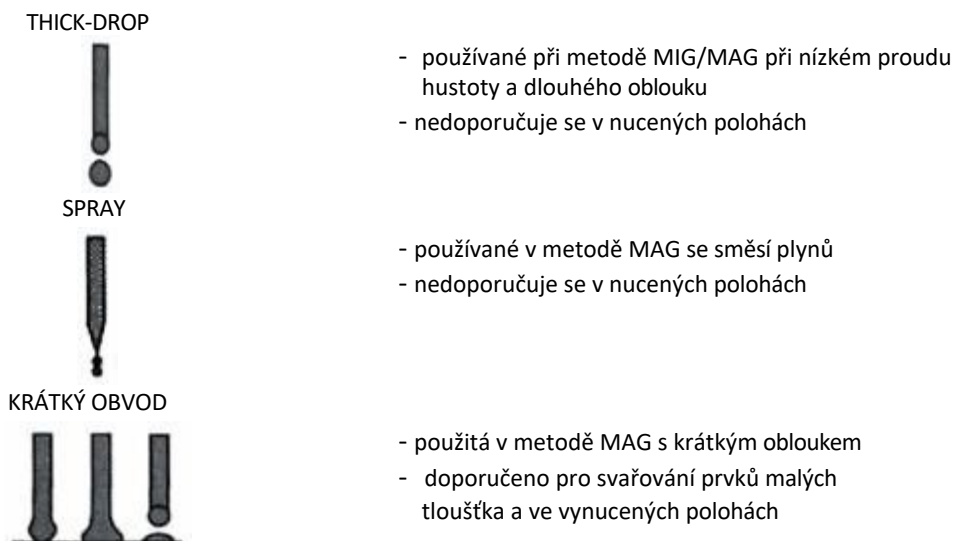 THICK-DROP
- používané při metodě MIG/MAG při nízkém proudu
hustoty a dlouhého oblouku
- nedoporučuje se v nucených polohách
SPRAY
- používané v metodě MAG se směsí plynů
- nedoporučuje se v nucených polohách
KRÁTKÝ OBVOD
- použitá v metodě MAG s krátkým obloukem
- doporučeno pro svařování prvků malých
tloušťka a ve vynucených polohách